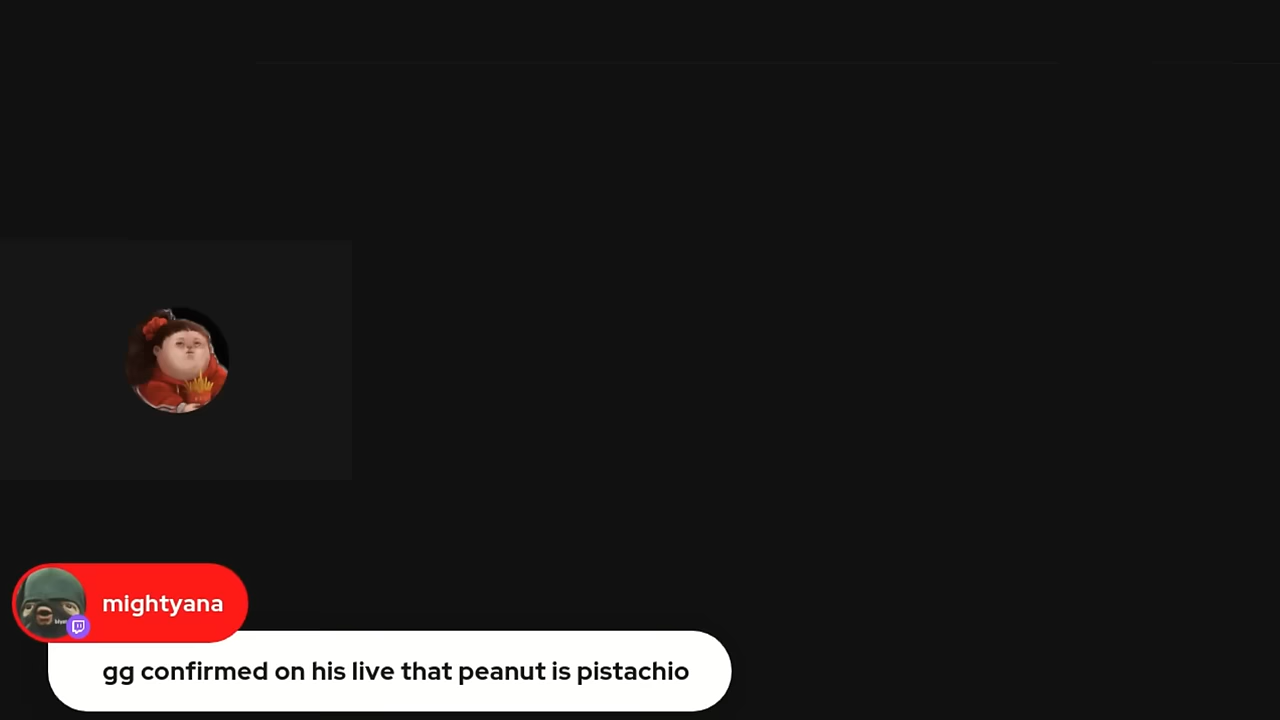 mightyana
gg confirmed on his live that peanut is pistachio